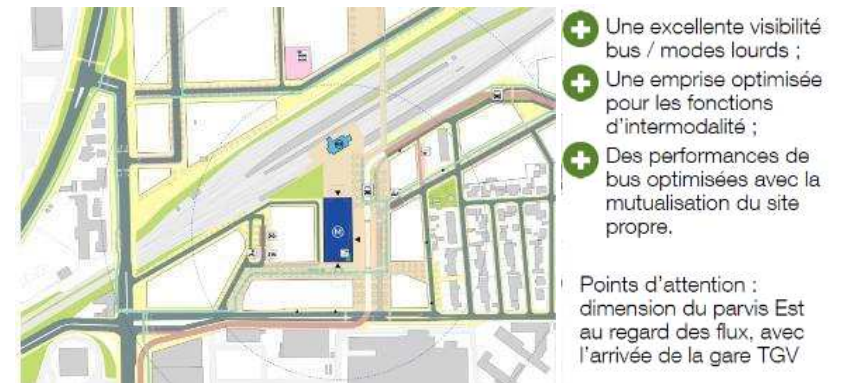 Une excellente visibilité
bus / modes lourds ;
Une emprise optimisée
pour les fonctions
d'intermodalité ;
Des performances de
bus optimisées avec la
mutualisation du site
propre.
Points d'attention :
dimension du parvis Est
au regard des flux, avec
l'arrivée de la gare TGV
M